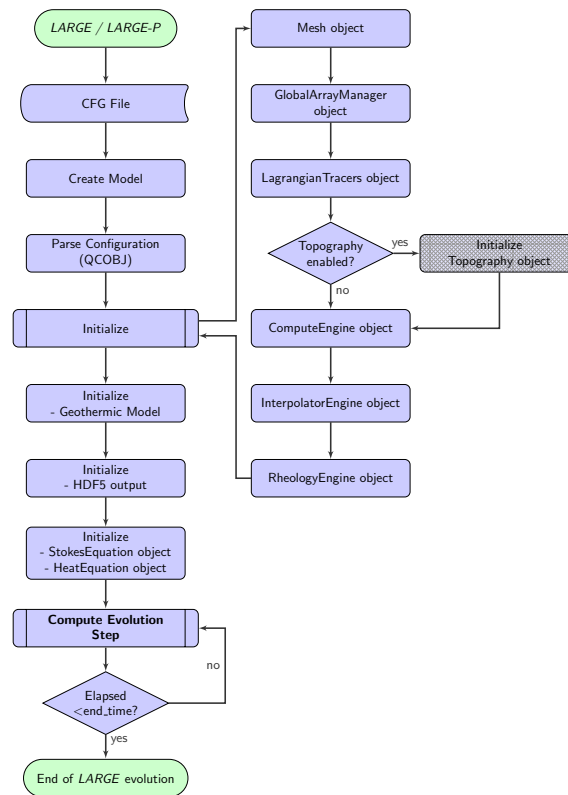 LARGE / LARGE-P
CFG File
Create Model
Parse Configuration
(QCOBJ)
Initialize
Initialize
- Geothermic Model
Initialize
- HDF5 output
Initialize
- StokesEquation object
- HeatEquation object
Compute Evolution
Step
no
Elapsed
<end_time?
yes
End of LARGE evolution
Mesh object
GlobalArrayManager
object
LagrangianTracers object
Topography
enabled?
yes
Initialize
Topography object
no
ComputeEngine object
InterpolatorEngine object
RheologyEngine object